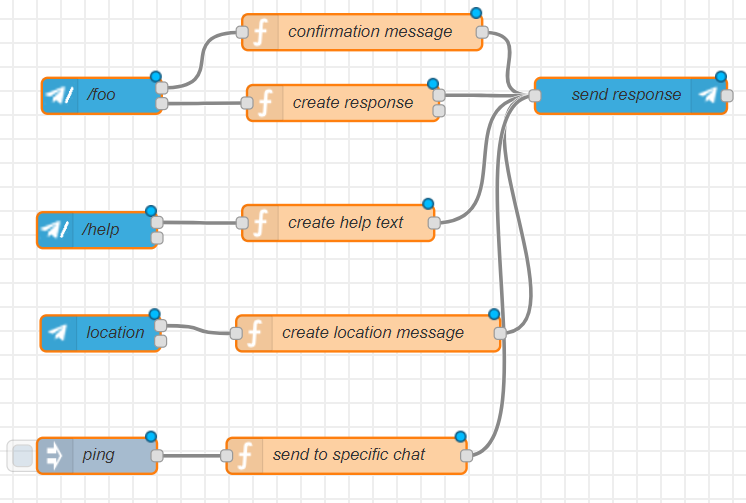 confirmation message
/foo
create response
send response
/help
create help text
location
create location message
ping
send to specific chat